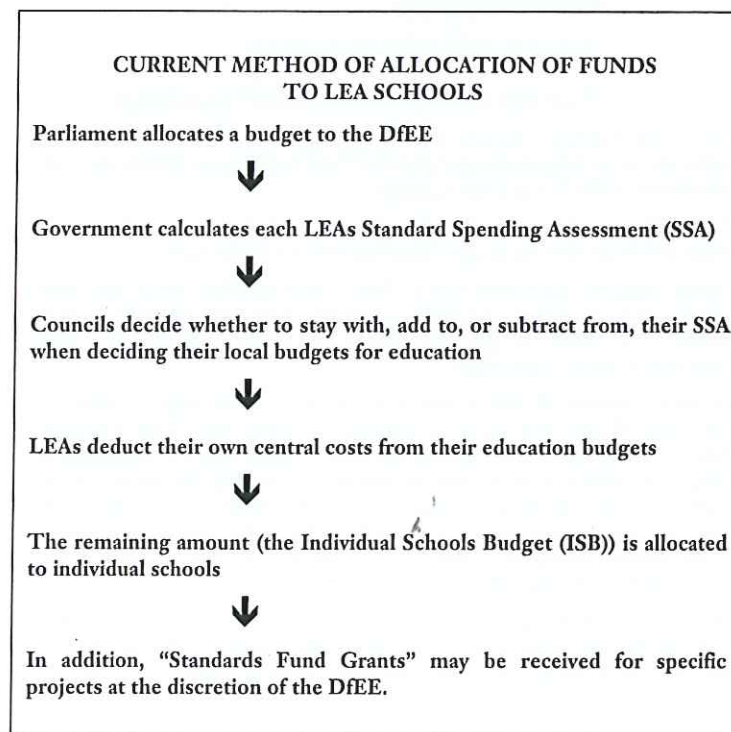 CURRENT METHOD OF ALLOCATION OF FUNDS
TO LEA SCHOOLS
Parliament allocates a budget to the DfEE
Government calculates each LEAs Standard Spending Assessment (SSA)
Councils decide whether to stay with, add to, or subtract from, their SSA
when deciding their local budgets for education
LEAs deduct their own central costs from their education budgets
The remaining amount (the Individual Schools Budget (ISB)) is allocated
to individual schools
In addition, “Standards Fund Grants” may be received for specific
projects at the discretion of the DfEE.